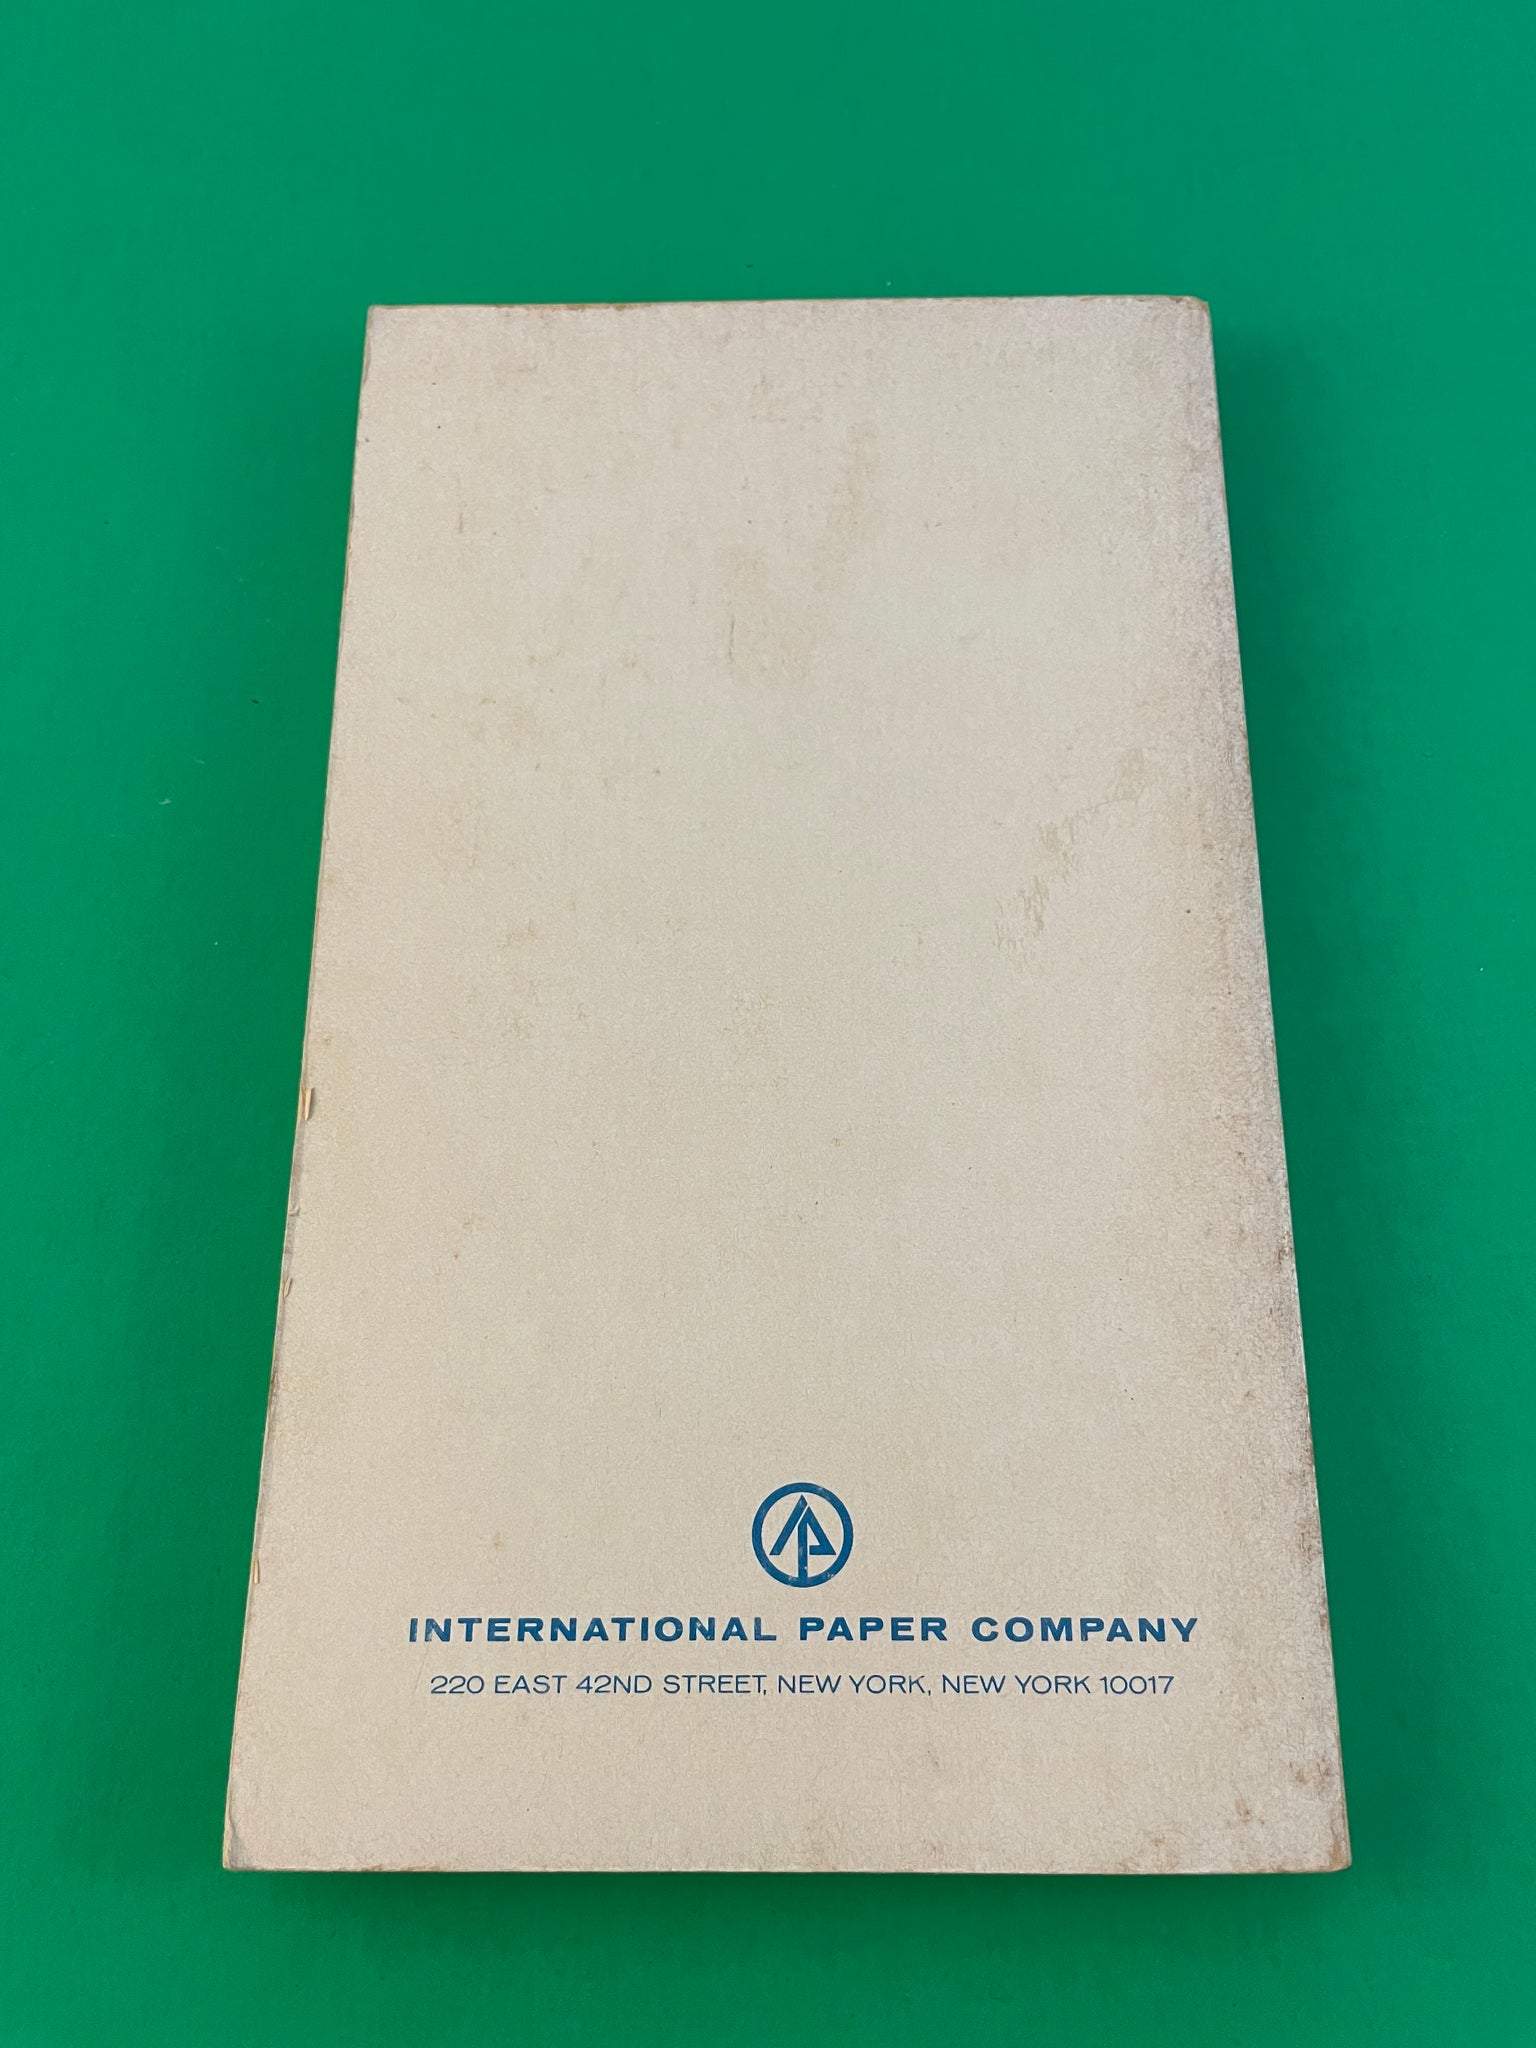 INTERNATIONAL PAPER COMPANY
220 EAST 42ND STREET, NEW YORK, NEW YORK 10017